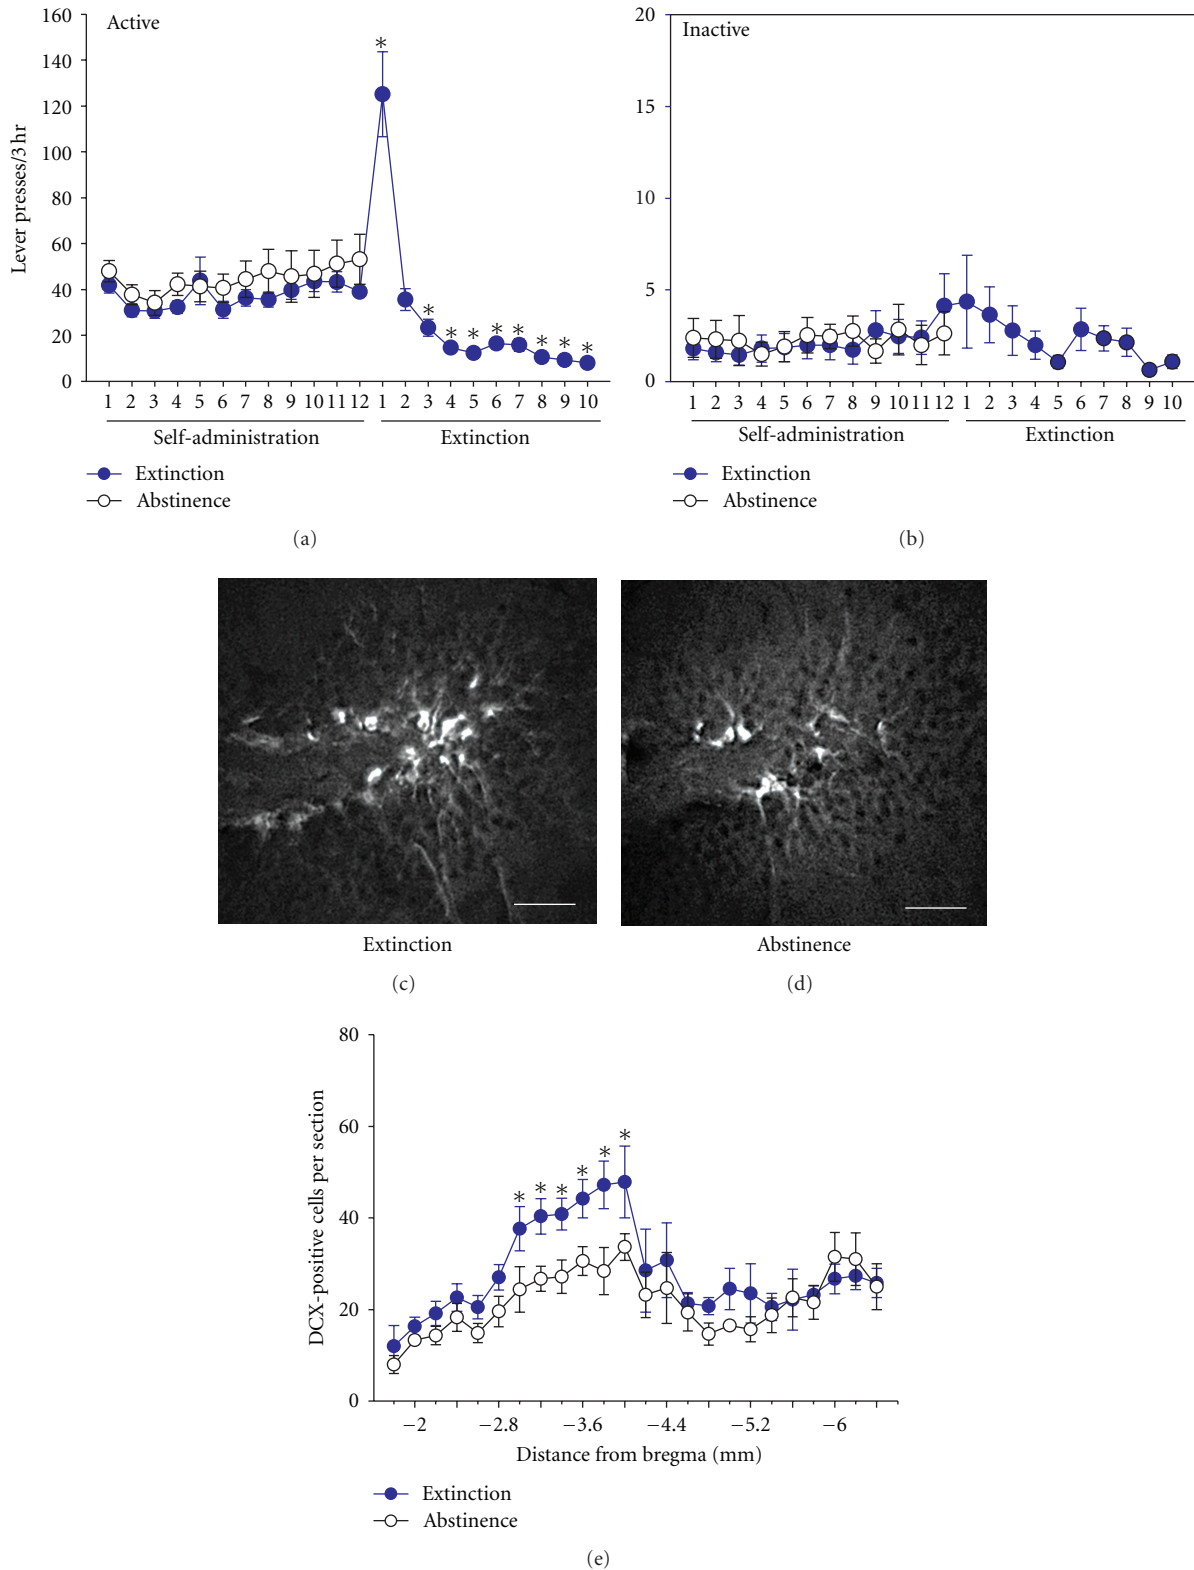 Active
Lever presses/3 hr
160
140
120
100
80
60
40
20
0
* * * * * * * * *
1 2 3 4 5 6 7 8 9 10 11 12 1 2 3 4 5 6 7 8 9 10
Self-administration Extinction
Extinction
Abstinence
(a)
Inactive
20
15
10
5
0
1 2 3 4 5 6 7 8 9 10 11 12 1 2 3 4 5 6 7 8 9 10
Self-administration Extinction
Extinction
Abstinence
(b)
Extinction
(c)
Abstinence
(d)
DCX-positive cells per section
80
60
40
20
0
* * * * * *
−2 −2.8 −3.6 −4.4 −5.2 −6
Distance from bregma (mm)
Extinction
Abstinence
(e)